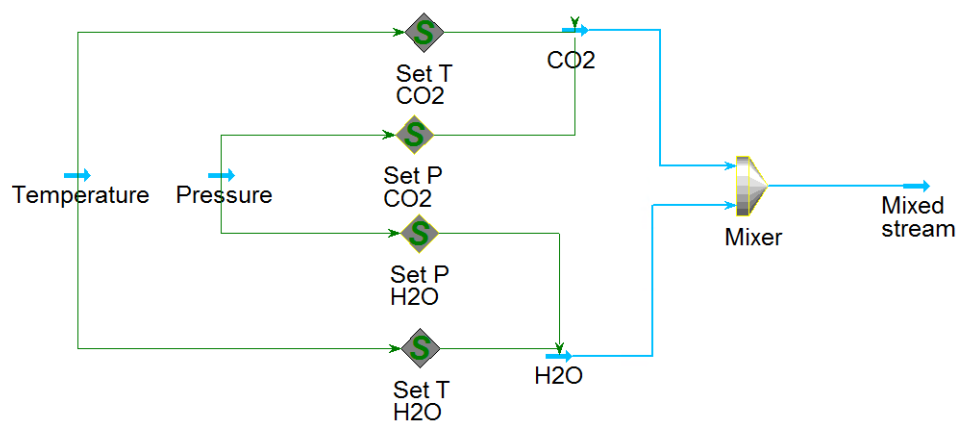 S
CO2
Set T
CO2
S
Temperature
Pressure
Set P
CO2
Mixed
stream
Mixer
S
Set P
H2O
S
H2O
Set T
H2O